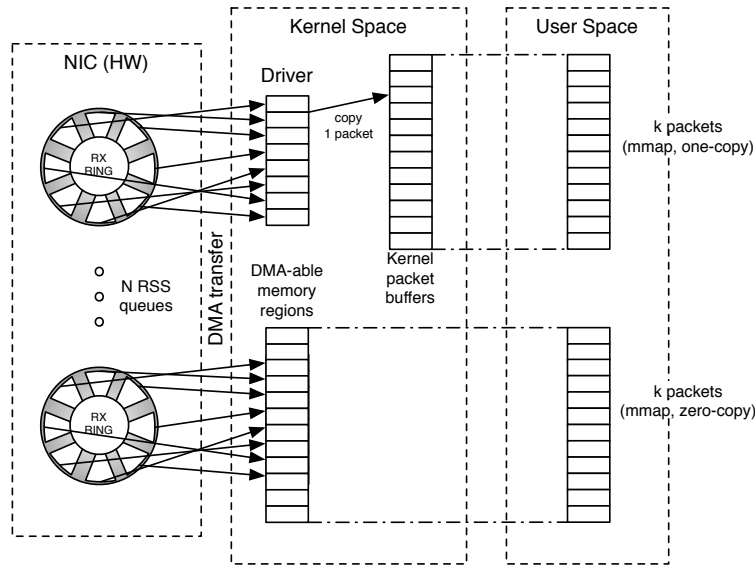 Kernel Space
User Space
NIC (HW)
Driver
copy
1 packet
k packets
(mmap, one-copy)
RX
RING
N RSS
queues
DMA transfer
DMA-able
memory
regions
Kernel
packet
buffers
k packets
(mmap, zero-copy)
RX
RING